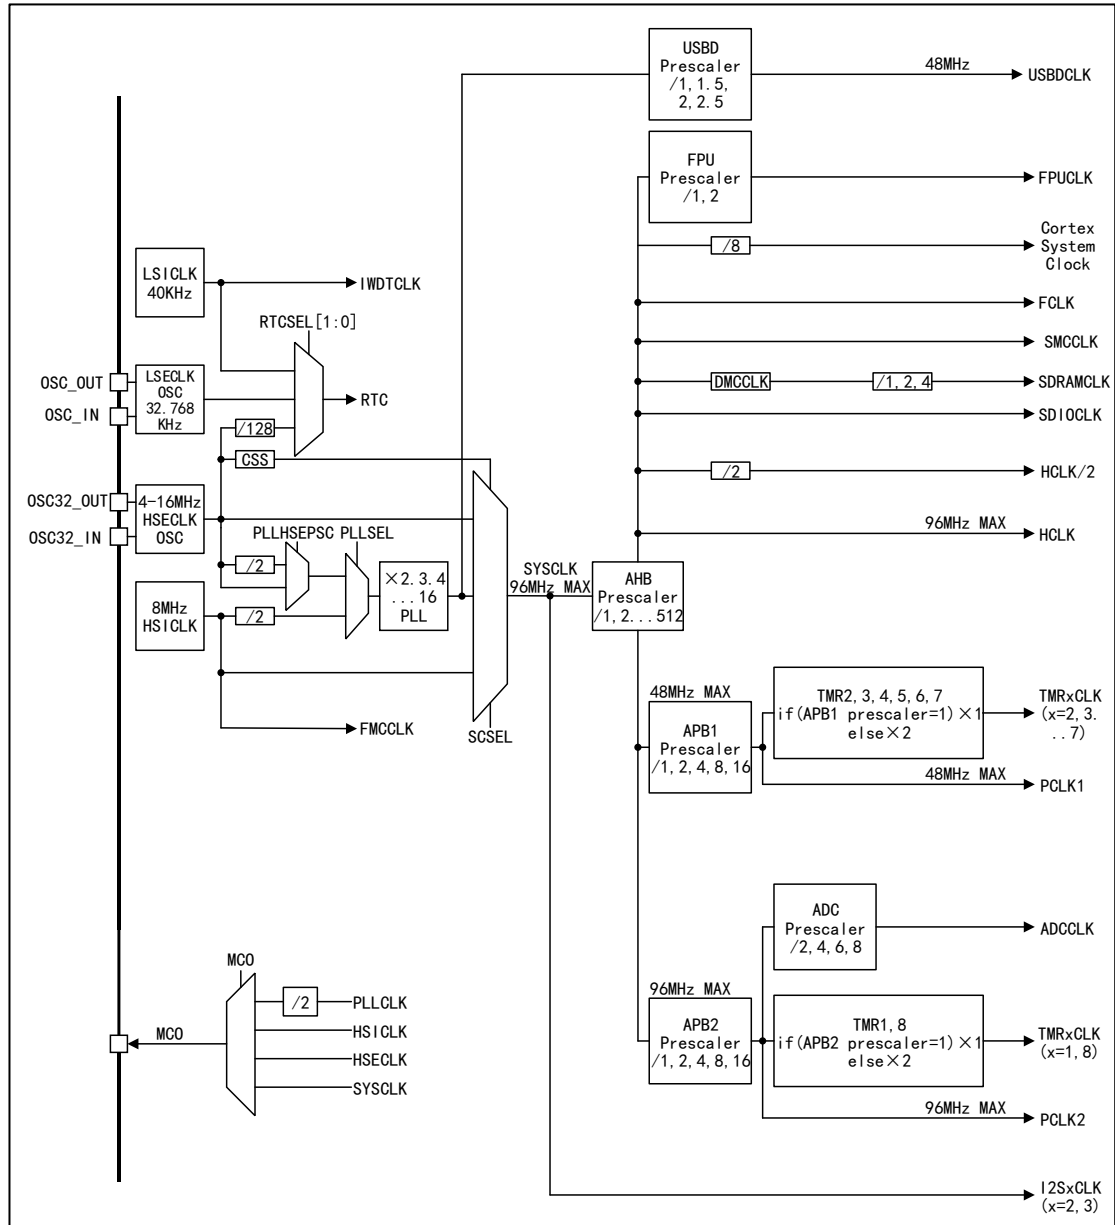 USBD
Prescaler
/1, 1.5,
2, 2.5
48MHz
USBDCLK
FPU
Prescaler
/1, 2
FPUCLK
/8
Cortex
System
Clock
LSICLK
40KHz
IWDTCLK
FCLK
RTCSEL[1:0]
SMCCLK
OSC_OUT
OSC_IN
LSECLK
OSC
32.768
KHz
RTC
DMCCLK
/1, 2, 4
SDRAMCLK
SDIOCLK
/128
CSS
/2
HCLK/2
OSC32_OUT
OSC32_IN
4-16MHz
HSECLK
OSC
96MHz MAX
HCLK
PLLHSEPSC
PLLSEL
/2
×2. 3. 4
...16
PLL
SYSCLK
96MHz MAX
AHB
Prescaler
/1, 2...512
8MHz
HSICLK
/2
FMCCLK
SCSEL
48MHz MAX
APB1
Prescaler
/1, 2, 4, 8, 16
TMR2, 3, 4, 5, 6, 7
if(APB1 prescaler=1)×1
else×2
TMRxCLK
(x=2, 3.
..7)
48MHz MAX
PCLK1
ADC
Prescaler
/2, 4, 6, 8
ADCCLK
MCO
/2
PLLCLK
HSICLK
HSECLK
SYSCLK
MCO
96MHz MAX
APB2
Prescaler
/1, 2, 4, 8, 16
TMR1, 8
if(APB2 prescaler=1)×1
else×2
TMRxCLK
(x=1, 8)
96MHz MAX
PCLK2
I2SxCLK
(x=2, 3)